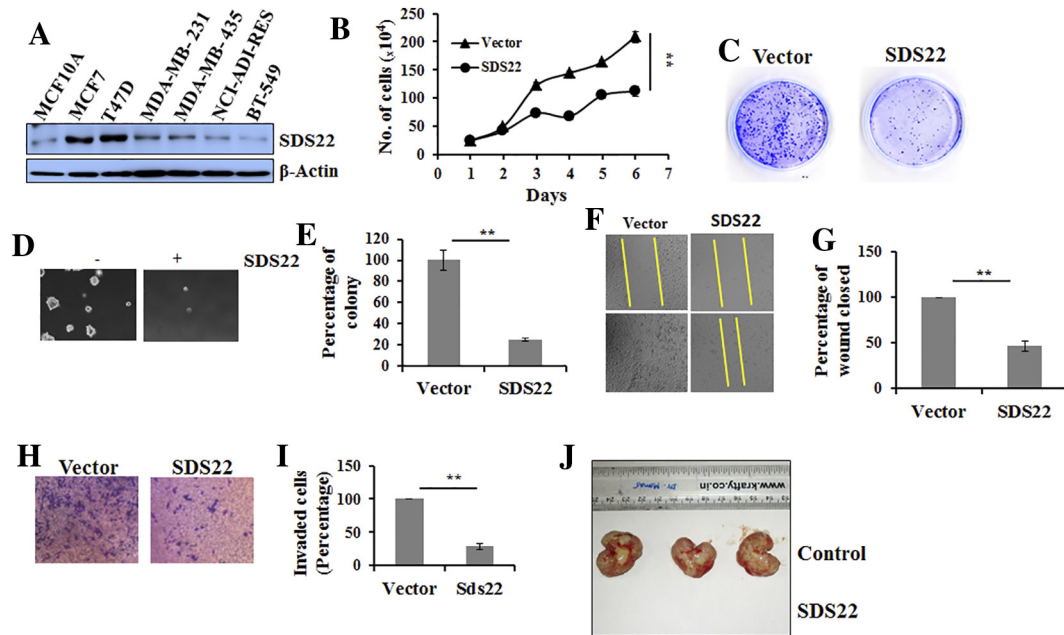 A
MCF10A
MCF7
T47D
MDA-MB- 231
MDA-MB- 435
NC1-ADI-RES
BT-549
SDS22
β-Actin
B
No. of cells (x10⁴)
250
200
150
100
50
0
Vector
SDS22
**
0 1 2 3 4 5 6 7
Days
C
Vector SDS22
D
- + SDS22
E
Percentage of
colony
120
100
80
60
40
20
0
**
Vector SDS22
F
Vector SDS22
G
Percentage of
wound closed
150
100
50
0
**
Vector SDS22
H
Vector SDS22
I
Invaded cells
(Percentage)
150
100
50
0
**
Vector Sds22
J
www.krafty.co.in
Dr. Manas
Control
SDS22